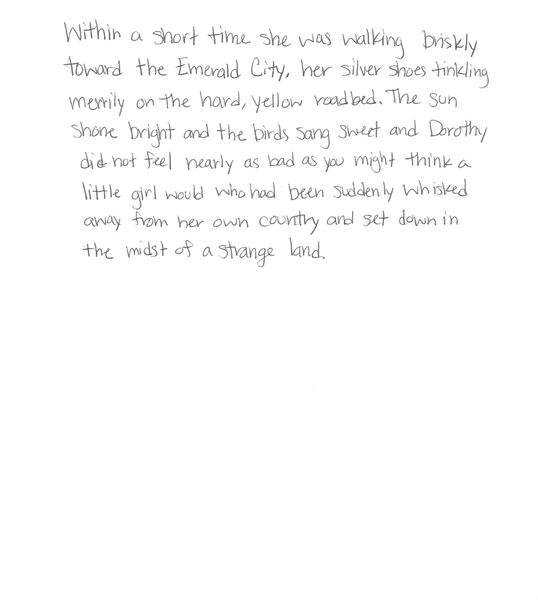 Within a short time she was walking briskly
toward the Emerald City, her silver shoes tinkling
merrily on the hard, yellow roadbed. The sun
shone bright and the birds sang sweet and Dorothy
did not feel nearly as bad as you might think a
little girl would who had been suddenly whisked
away from her own country and set down in
the midst of a strange land.